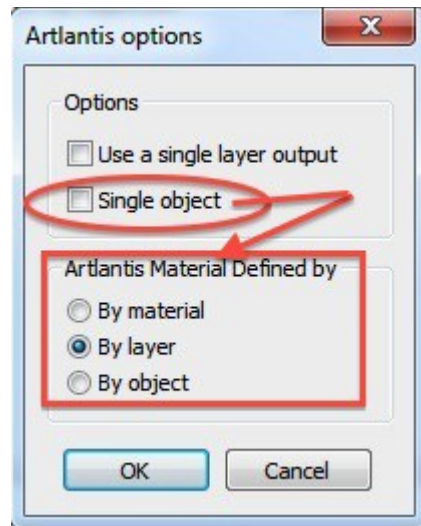 Artlantis options
Options
Use a single layer output
Single object
Artlantis Material Defined by
By material
By layer
By object
OK
Cancel